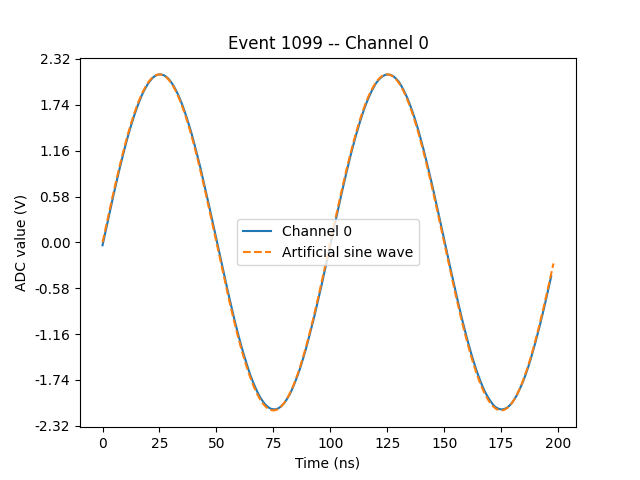 Event 1099 -- Channel 0
2.32
1.74
1.16
0.58
0.00
-0.58
-1.16
-1.74
-2.32
ADC value (V)
Channel 0
Artificial sine wave
0 25 50 75 100 125 150 175 200
Time (ns)